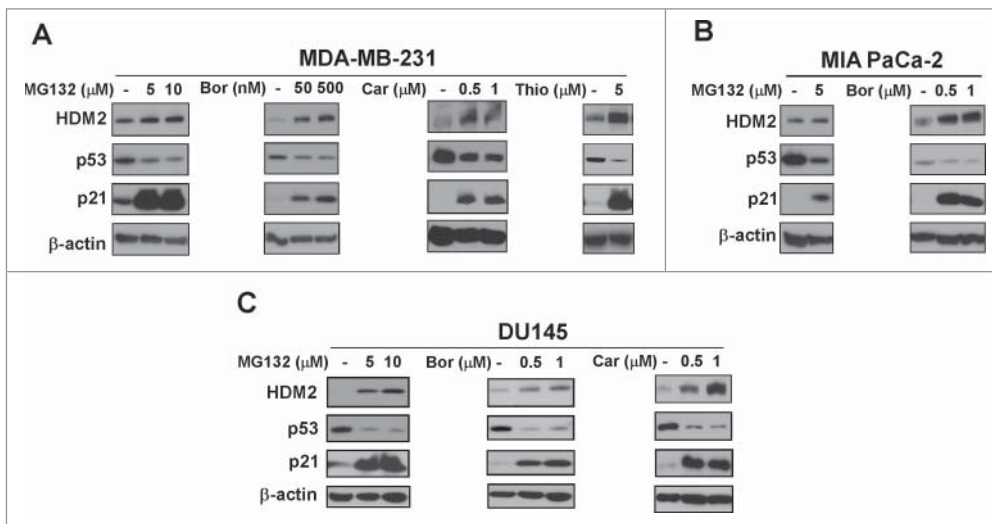 A
MDA-MB-231
MG132 (μM) - 5 10 Bor (nM) - 50 500 Car (μM) - 0.5 1 Thio (μM) - 5
HDM2
p53
p21
β-actin
B
MIA PaCa-2
MG132 (μM) - 5 Bor (μM) - 0.5 1
HDM2
p53
p21
β-actin
C
DU145
MG132 (μM) - 5 10 Bor (μM) - 0.5 1 Car (μM) - 0.5 1
HDM2
p53
p21
β-actin